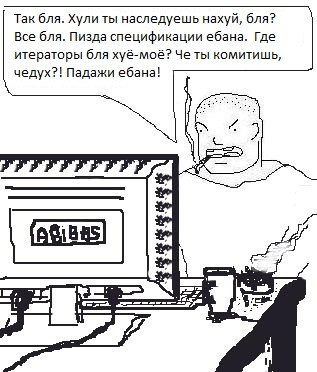 Так бля. Хули ты наследуешь нахуй, бля?
Все бля. Пизда спецификации ебана. Где
итераторы бля хуё-моё? Че ты комитишь,
чедух?! Падажи ебана!
ABibas